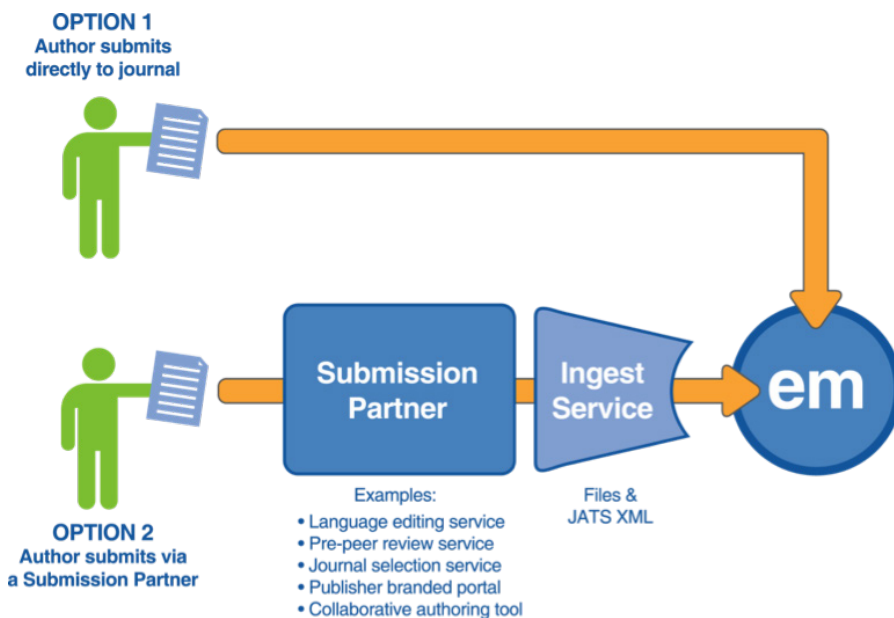 OPTION 1
Author submits
directly to journal
Submission
Partner
Ingest
Service
em
OPTION 2
Author submits via
a Submission Partner
Examples:
• Language editing service
• Pre-peer review service
• Journal selection service
• Publisher branded portal
• Collaborative authoring tool
Files &
JATS XML